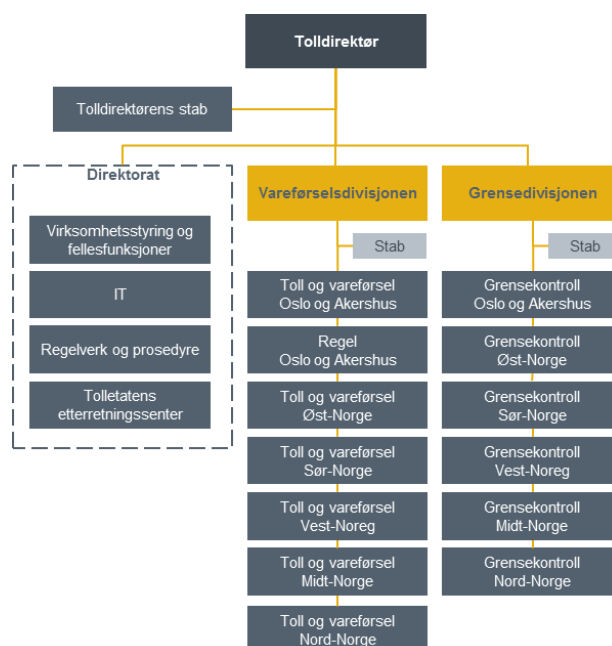 Tolldirektør
Tolldirektørens stab
Direktorat
Virksomhetsstyring og
fellesfunksjoner
IT
Regelverk og prosedyre
Tolletatens
etterretningssenter
Vareførselsdivisjonen
Stab
Toll og vareførsel
Oslo og Akershus
Regel
Oslo og Akershus
Toll og vareførsel
Øst-Norge
Toll og vareførsel
Sør-Norge
Toll og vareførsel
Vest-Noreg
Toll og vareførsel
Midt-Norge
Toll og vareførsel
Nord-Norge
Grensedivisjonen
Stab
Grensekontroll
Oslo og Akershus
Grensekontroll
Øst-Norge
Grensekontroll
Sør-Norge
Grensekontroll
Vest-Noreg
Grensekontroll
Midt-Norge
Grensekontroll
Nord-Norge